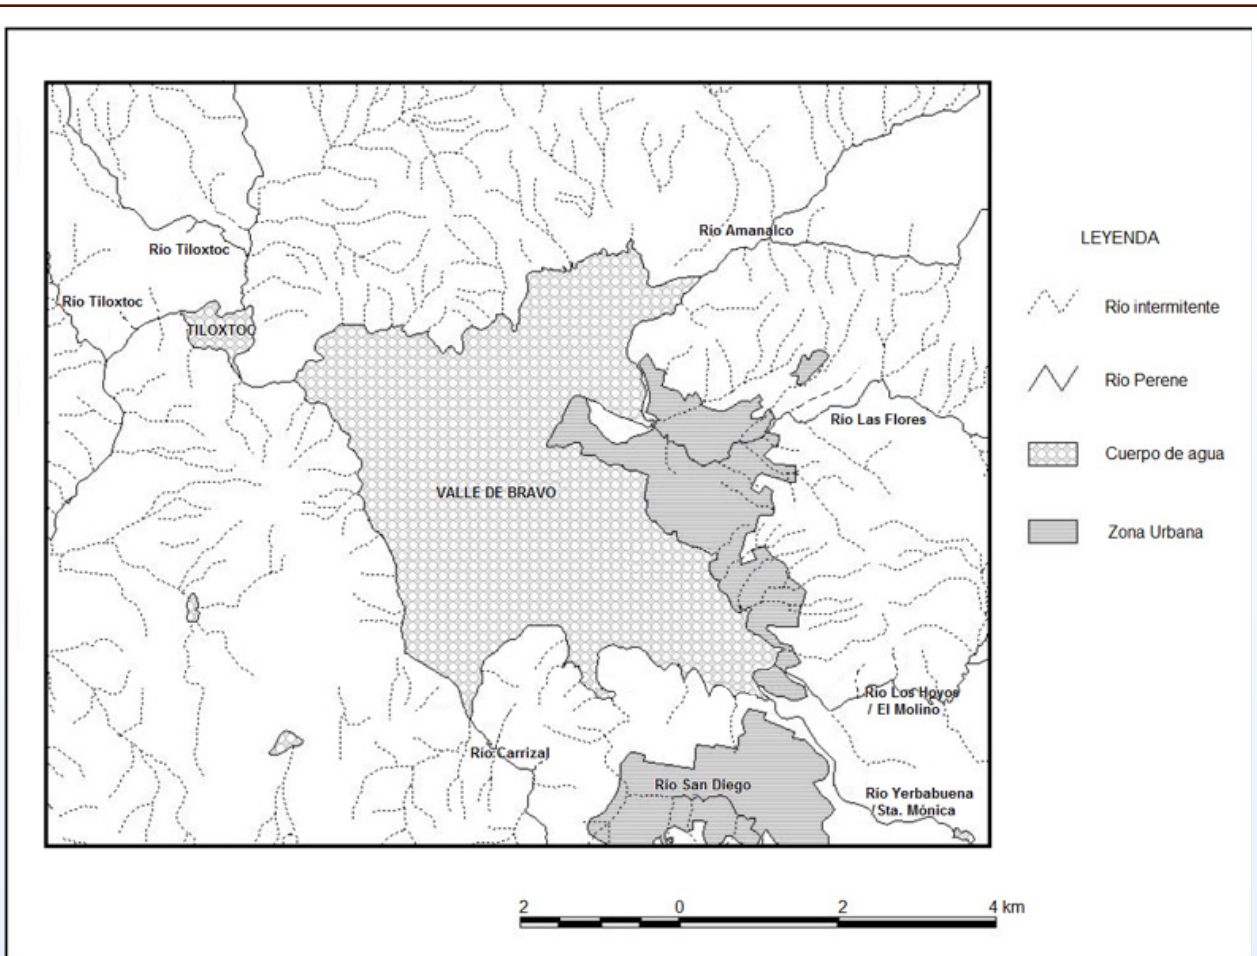 Río Amanalco
Río Tiloxtoc
Río Tiloxtoc
TILOXTOC
Río Las Flores
VALLE DE BRAVO
Río Los Hoyos
/ El Molino
Río Carrizal
Río San Diego
Río Yerbabuena
/Sta. Mónica
LEYENDA
Río intermitente
Río Perene
Cuerpo de agua
Zona Urbana
2 0 2 4 km